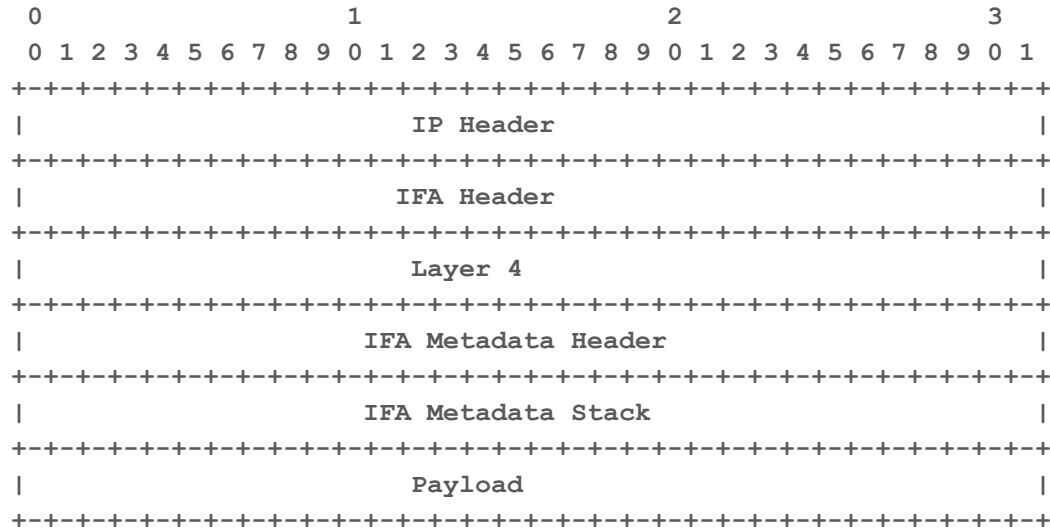 0                   1                   2                   3
 0 1 2 3 4 5 6 7 8 9 0 1 2 3 4 5 6 7 8 9 0 1 2 3 4 5 6 7 8 9 0 1
+-+-+-+-+-+-+-+-+-+-+-+-+-+-+-+-+-+-+-+-+-+-+-+-+-+-+-+-+-+-+-+-+
|                        IP Header                              |
+-+-+-+-+-+-+-+-+-+-+-+-+-+-+-+-+-+-+-+-+-+-+-+-+-+-+-+-+-+-+-+-+
|                       IFA Header                              |
+-+-+-+-+-+-+-+-+-+-+-+-+-+-+-+-+-+-+-+-+-+-+-+-+-+-+-+-+-+-+-+-+
|                        Layer 4                                |
+-+-+-+-+-+-+-+-+-+-+-+-+-+-+-+-+-+-+-+-+-+-+-+-+-+-+-+-+-+-+-+-+
|                     IFA Metadata Header                       |
+-+-+-+-+-+-+-+-+-+-+-+-+-+-+-+-+-+-+-+-+-+-+-+-+-+-+-+-+-+-+-+-+
|                     IFA Metadata Stack                        |
+-+-+-+-+-+-+-+-+-+-+-+-+-+-+-+-+-+-+-+-+-+-+-+-+-+-+-+-+-+-+-+-+
|                        Payload                                |
+-+-+-+-+-+-+-+-+-+-+-+-+-+-+-+-+-+-+-+-+-+-+-+-+-+-+-+-+-+-+-+-+